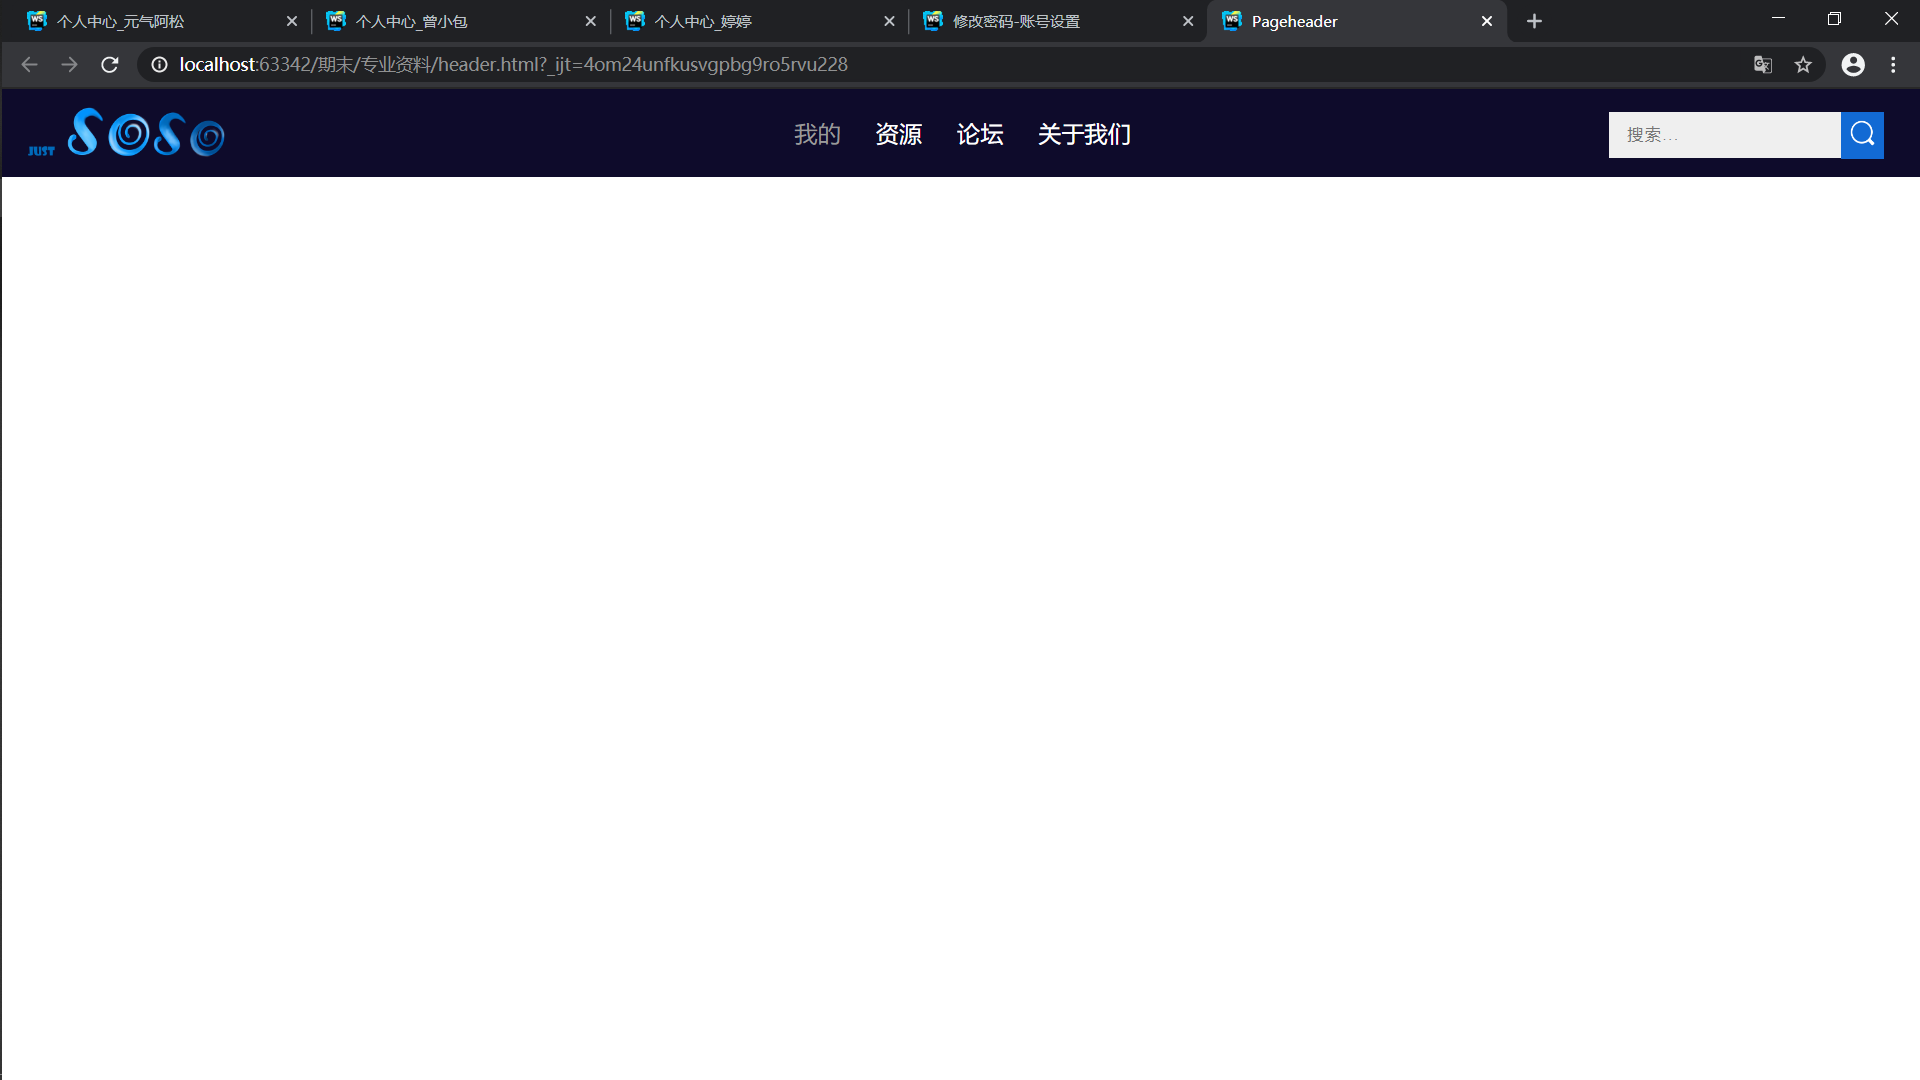 个人中心_元气阿松
个人中心_曾小包
个人中心_婷婷
修改密码-账号设置
Pageheader
localhost:63342/期末/专业资料/header.html?_ijt=4om24unfkusvgpbg9ro5rvu228
JUST SOSO
我的 资源 论坛 关于我们
搜索...